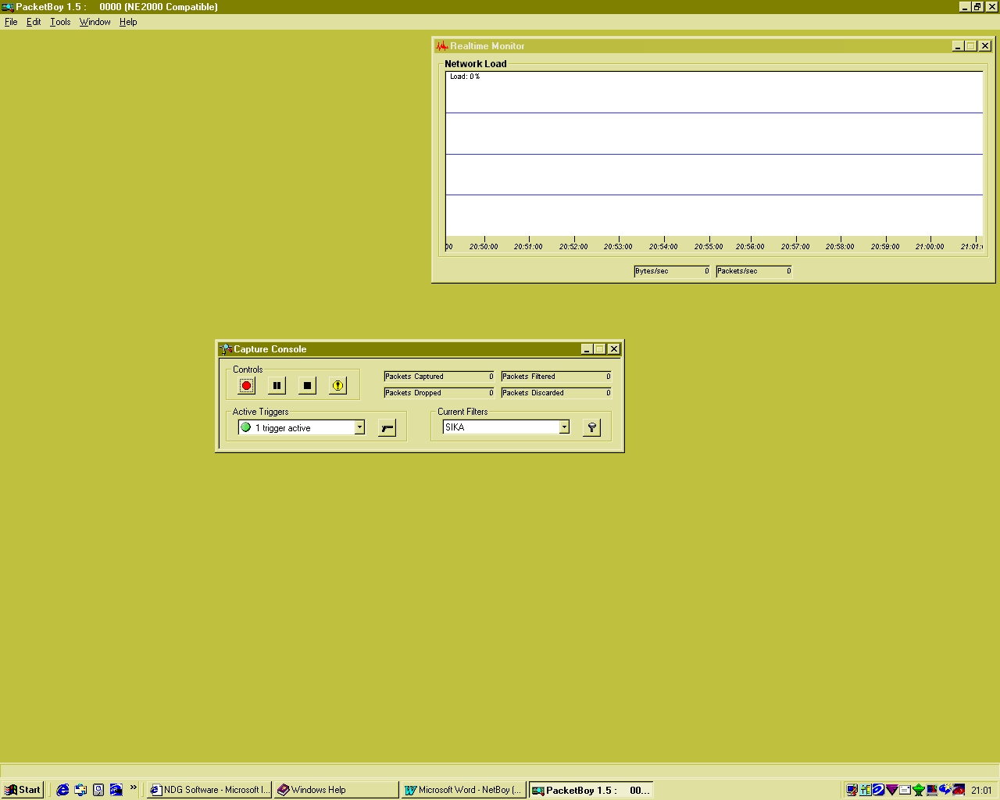 PacketBoy 1.5 : 0000 (NE2000 Compatible)
File Edit Tools Window Help
Realtime Monitor
Network Load
Load: 0 %
00 20:50:00 20:51:00 20:52:00 20:53:00 20:54:00 20:55:00 20:56:00 20:57:00 20:58:00 20:59:00 21:00:00 21:01:
Bytes/sec 0 Packets/sec 0
Capture Console
Controls
Packets Captured 0 Packets Filtered 0
Packets Dropped 0 Packets Discarded 0
Active Triggers Current Filters
1 trigger active SIKA
Start » NDG Software - Microsoft I... Windows Help Microsoft Word - NetBoy (... PacketBoy 1.5 : 00... 21:01